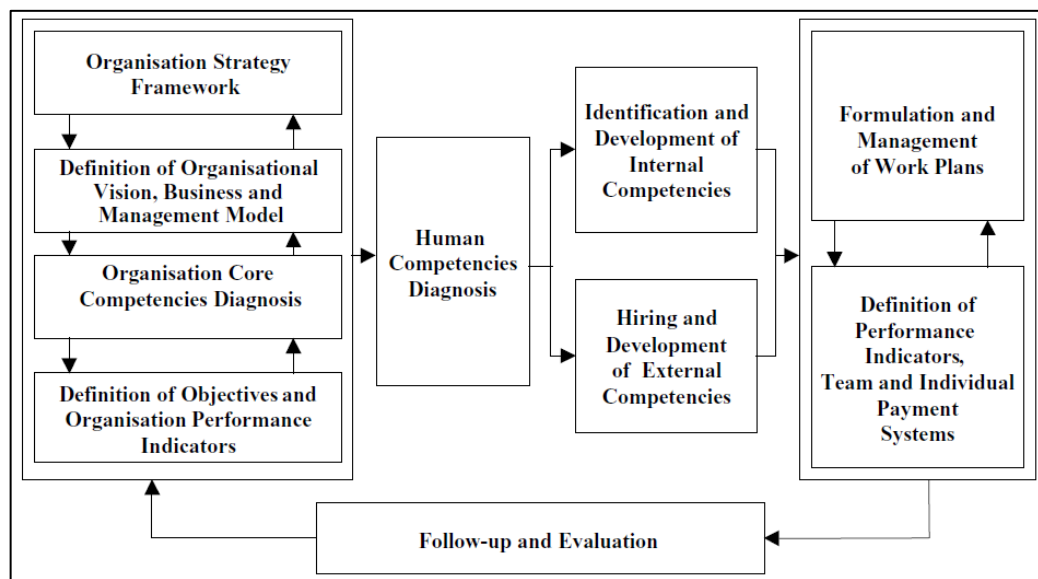 Organisation Strategy
Framework
Definition of Organisational
Vision, Business and
Management Model
Organisation Core
Competencies Diagnosis
Definition of Objectives and
Organisation Performance
Indicators
Human
Competencies
Diagnosis
Identification and
Development of
Internal
Competencies
Hiring and
Development
of External
Competencies
Formulation and
Management
of Work Plans
Definition of
Performance
Indicators,
Team and Individual
Payment
Systems
Follow-up and Evaluation